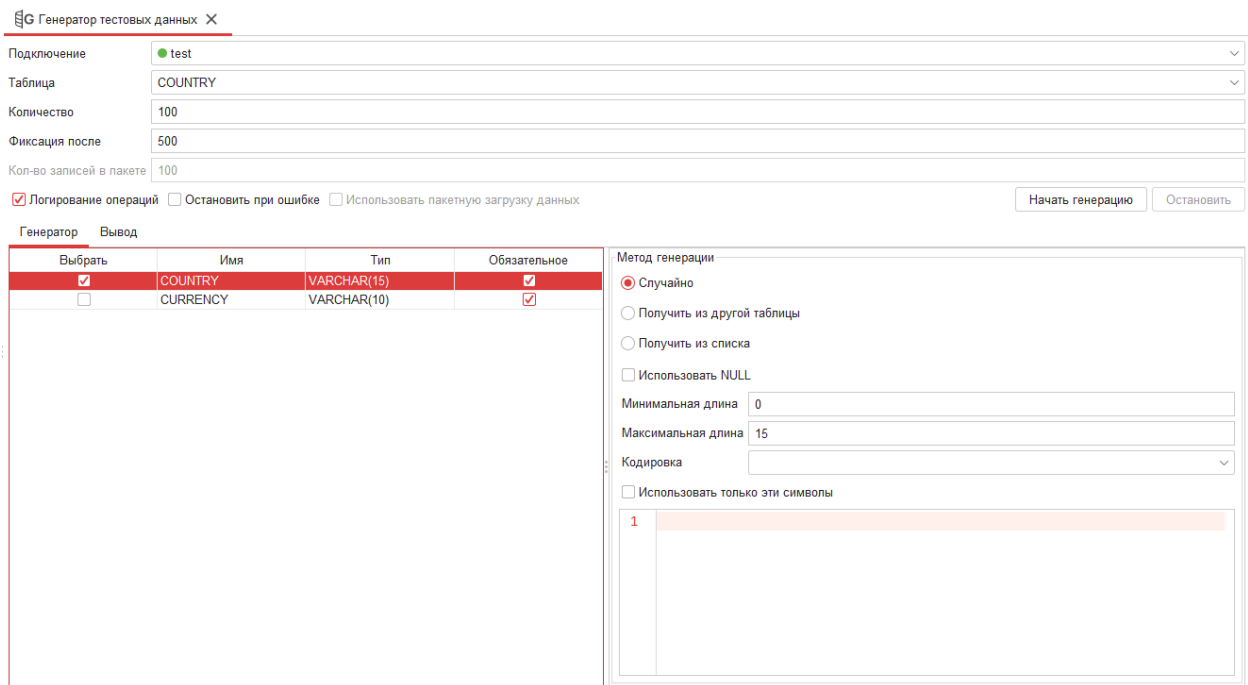 G Генератор тестовых данных
Подключение test
Таблица COUNTRY
Количество 100
Фиксация после 500
Кол-во записей в пакете 100
Логирование операций Остановить при ошибке Использовать пакетную загрузку данных Начать генерацию Остановить
Генератор Вывод
Выбрать Имя Тип Обязательное
COUNTRY VARCHAR(15)
CURRENCY VARCHAR(10)
Метод генерации
Случайно
Получить из другой таблицы
Получить из списка
Использовать NULL
Минимальная длина 0
Максимальная длина 15
Кодировка
Использовать только эти символы
1